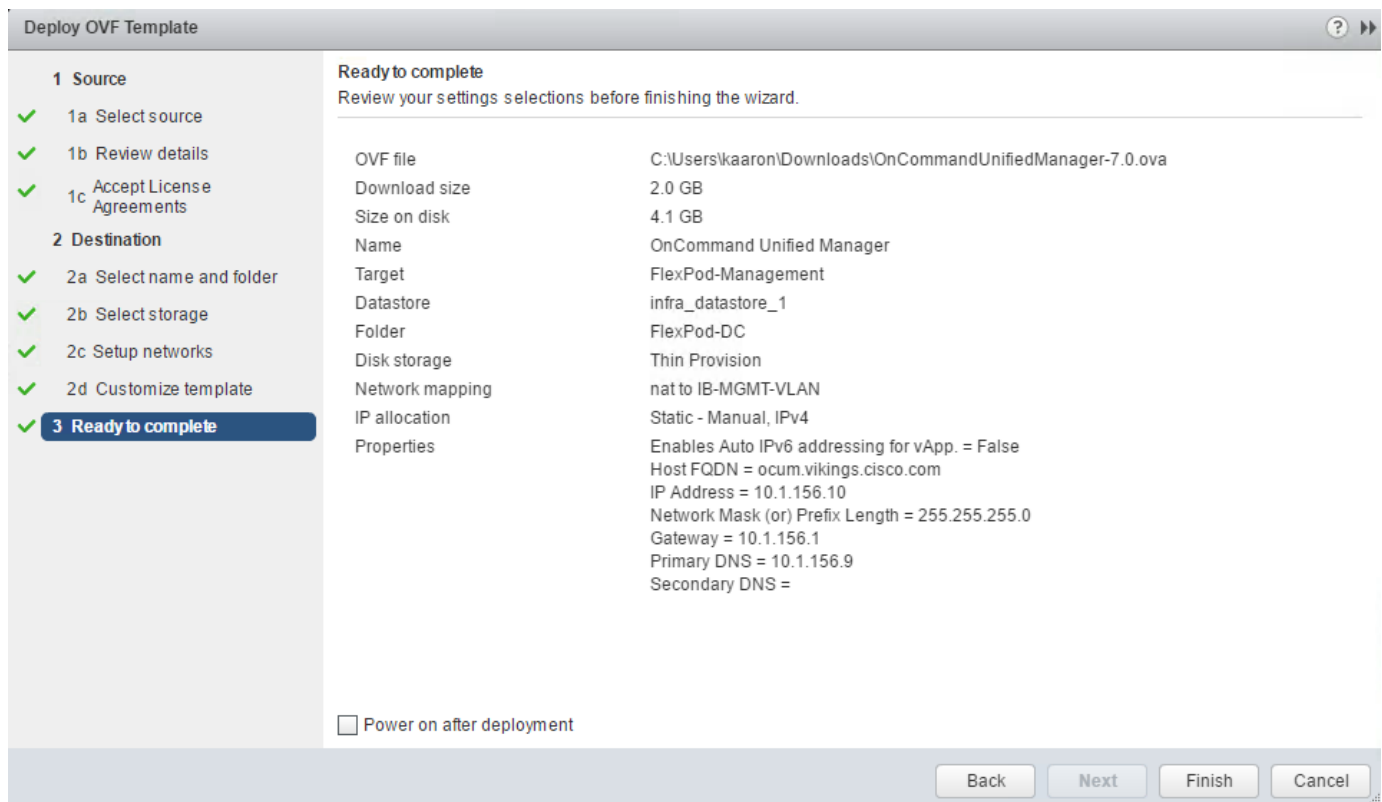 Deploy OVF Template
?
1 Source
1a Select source
1b Review details
1c Accept License
Agreements
2 Destination
2a Select name and folder
2b Select storage
2c Setup networks
2d Customize template
3 Ready to complete
Ready to complete
Review your settings selections before finishing the wizard.
OVF file C:\Users\kaaron\Downloads\OnCommandUnifiedManager-7.0.ova
Download size 2.0 GB
Size on disk 4.1 GB
Name OnCommand Unified Manager
Target FlexPod-Management
Datastore infra_datastore_1
Folder FlexPod-DC
Disk storage Thin Provision
Network mapping nat to IB-MGMT-VLAN
IP allocation Static - Manual, IPv4
Properties Enables Auto IPv6 addressing for vApp. = False
Host FQDN = ocum.vikings.cisco.com
IP Address = 10.1.156.10
Network Mask (or) Prefix Length = 255.255.255.0
Gateway = 10.1.156.1
Primary DNS = 10.1.156.9
Secondary DNS =
Power on after deployment
Back Next Finish Cancel